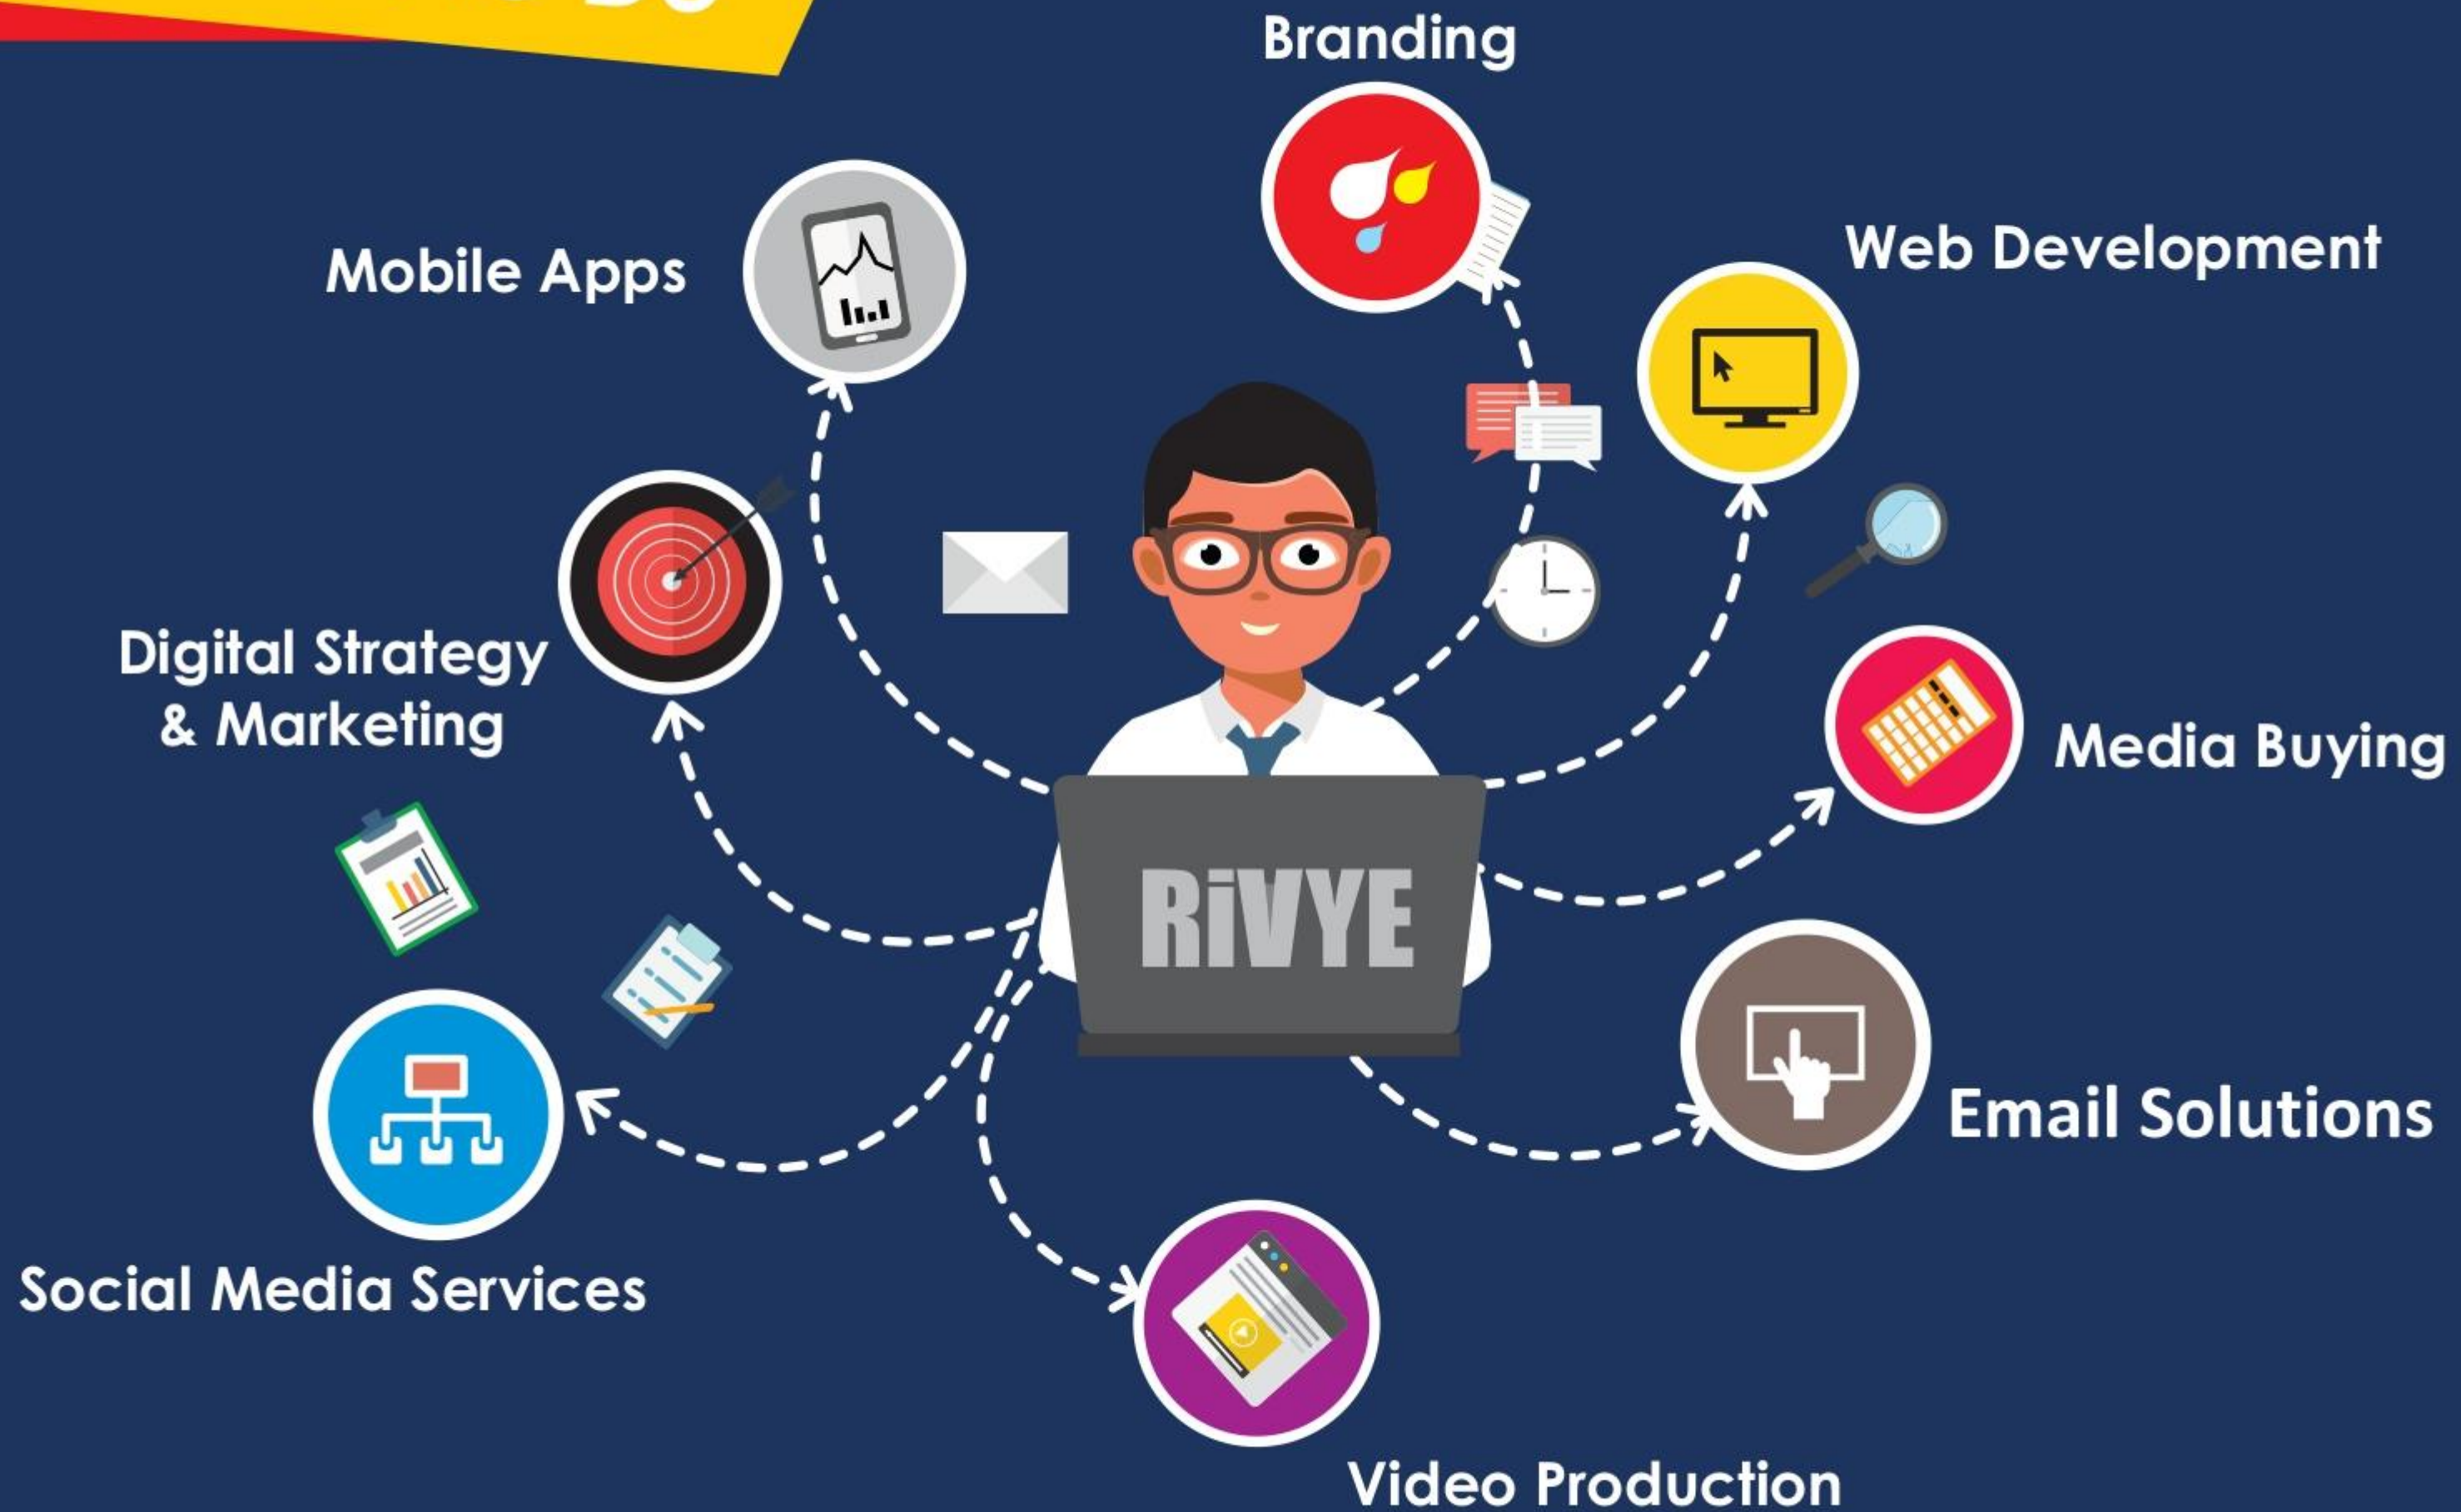 Branding
Mobile Apps
Web Development
Digital Strategy
& Marketing
Media Buying
RiVYE
Email Solutions
Social Media Services
Video Production